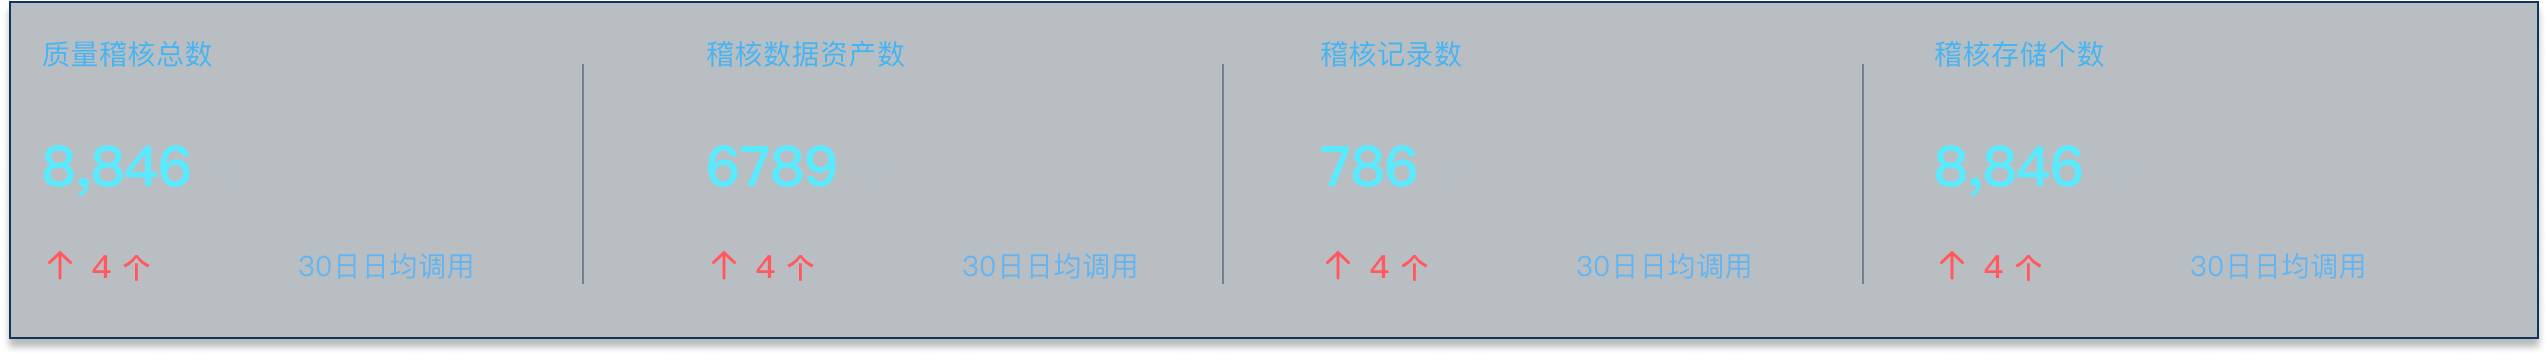 质量稽核总数
8,846
↑ 4 个 30日日均调用
稽核数据资产数
6789
↑ 4 个 30日日均调用
稽核记录数
786
↑ 4 个 30日日均调用
稽核存储个数
8,846
↑ 4 个 30日日均调用